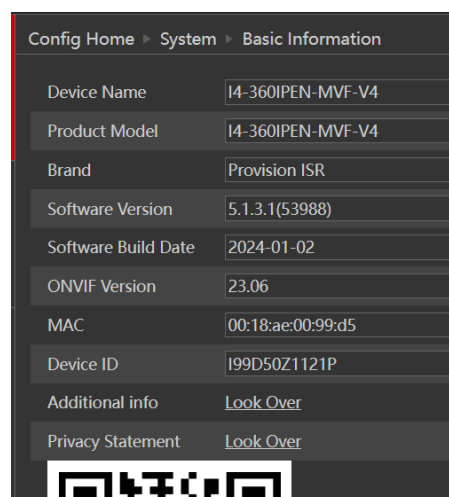 Config Home ▸ System ▸ Basic Information
Device Name I4-360IPEN-MVF-V4
Product Model I4-360IPEN-MVF-V4
Brand Provision ISR
Software Version 5.1.3.1(53988)
Software Build Date 2024-01-02
ONVIF Version 23.06
MAC 00:18:ae:00:99:d5
Device ID I99D50Z1121P
Additional info Look Over
Privacy Statement Look Over